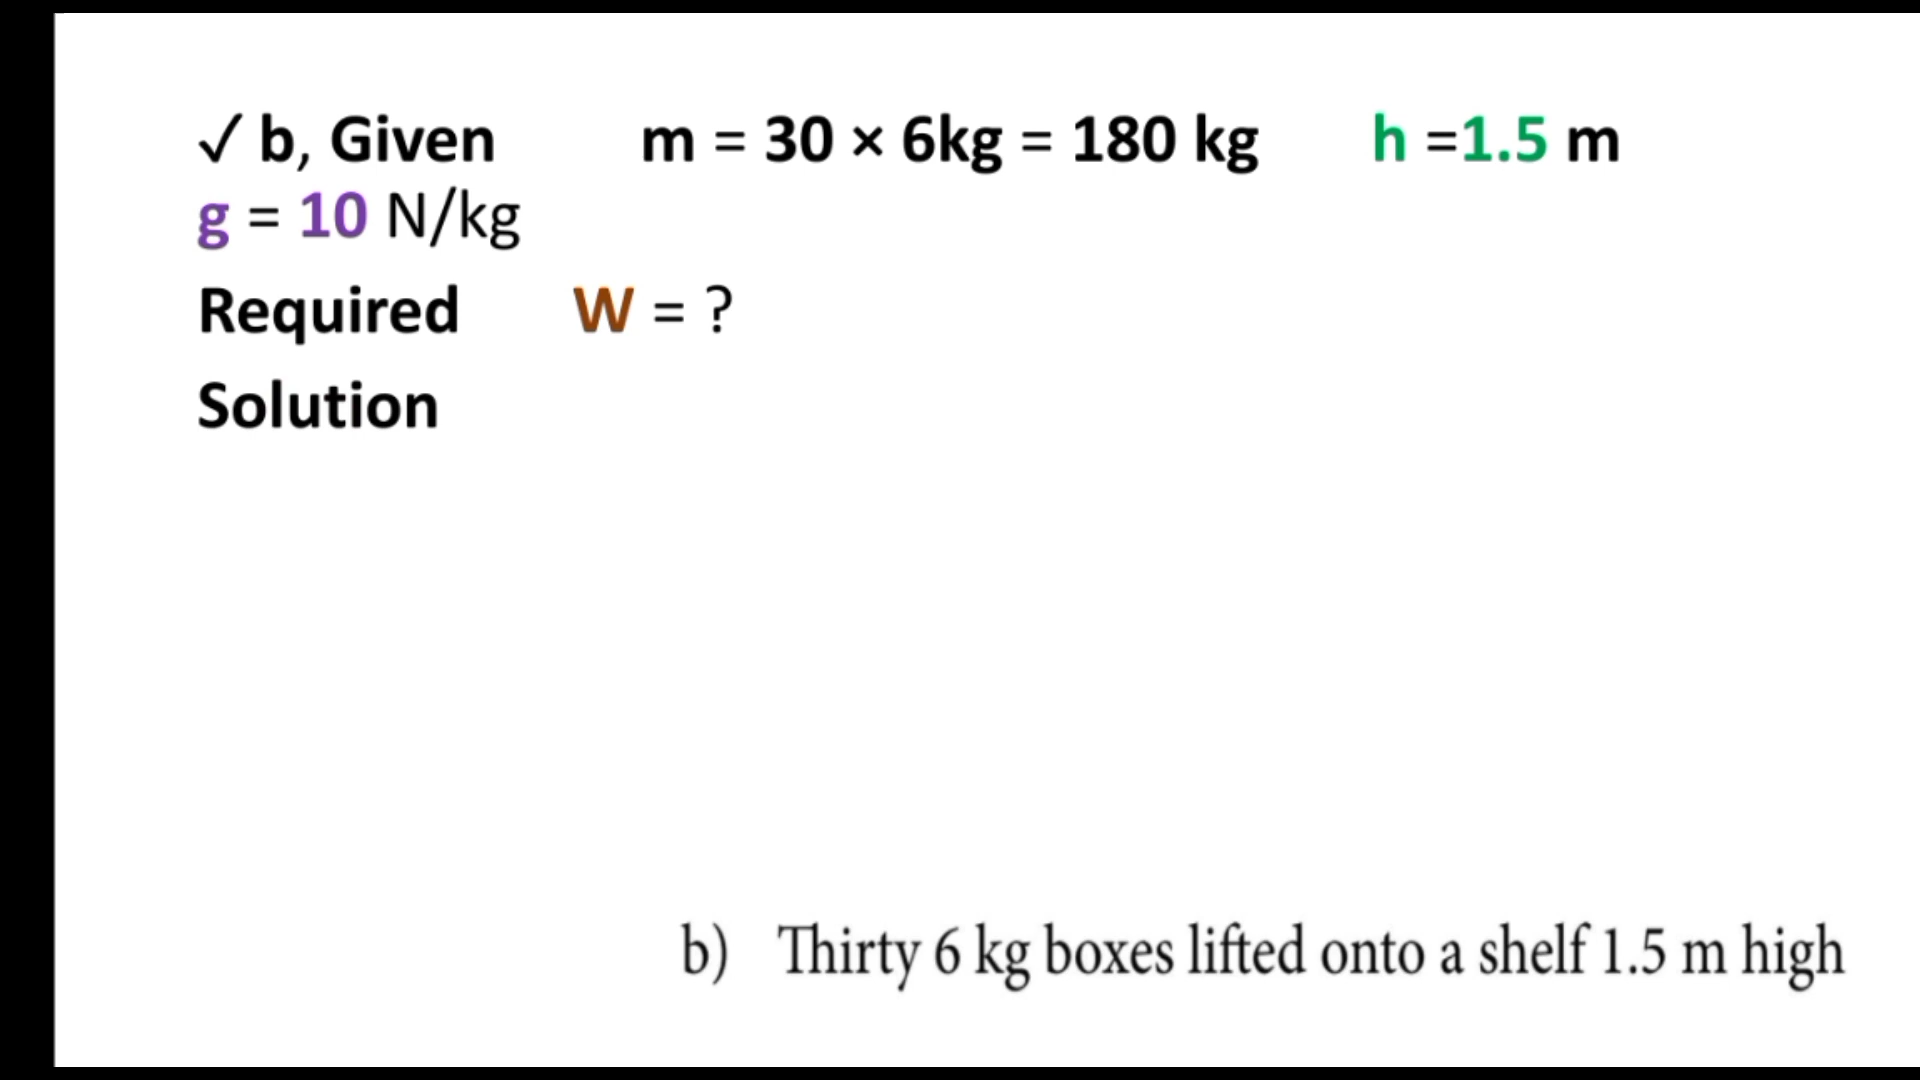 ✓ b, Given m = 30 × 6kg = 180 kg h =1.5 m
g = 10 N/kg
Required W = ?
Solution
b) Thirty 6 kg boxes lifted onto a shelf 1.5 m high